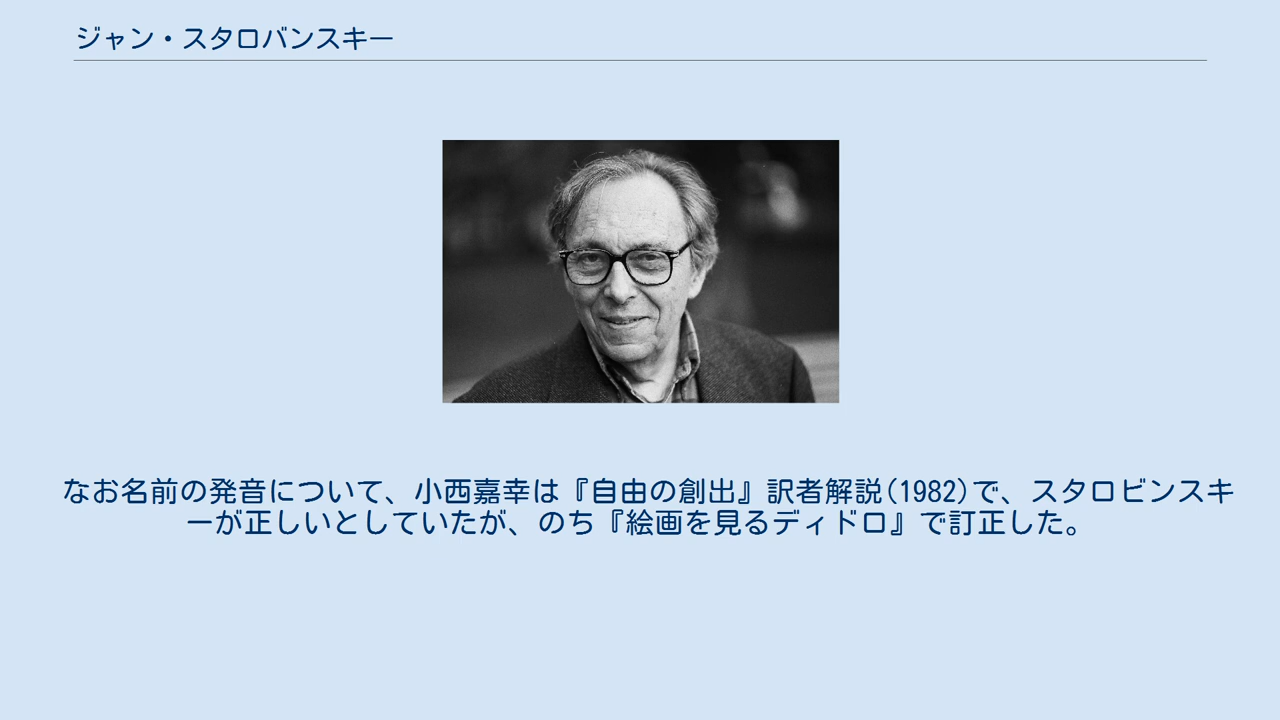 ジャン・スタロバンスキー
なお名前の発音について、小西嘉幸は『自由の創出』訳者解説(1982)で、スタロビンスキ
ーが正しいとしていたが、のち『絵画を見るディドロ』で訂正した。